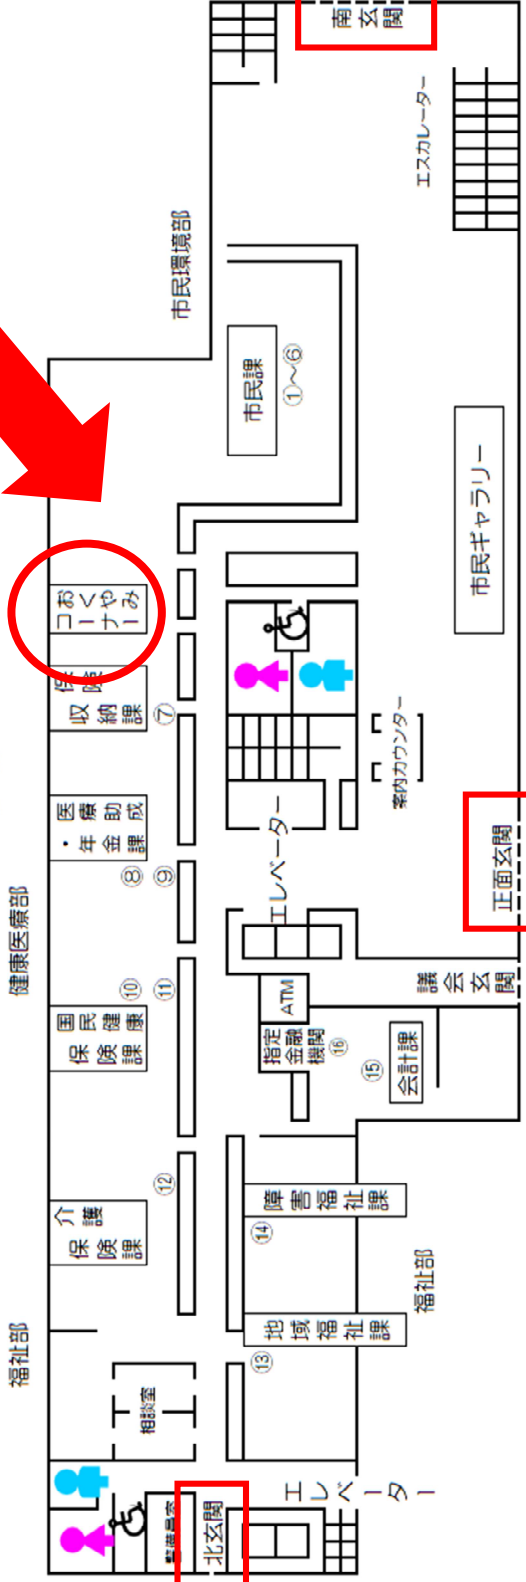 南玄関
エスカレーター
市民環境部
市民課
①～⑥
市民ギャラリー
おくやみ
コーナー
保険
収納課
⑦
案内カウンター
医療助成
・年金課
⑧
⑨
エレベーター
正面玄関
健康医療部
議会玄関
ATM
国民健康
保険課
⑩
⑪
指定
金融
機関
⑯
⑮
会計課
⑫
介護
保険課
障害福祉課
⑭
福祉部
地域福祉課
⑬
福祉部
相談室
エレベーター
北玄関
警備員室